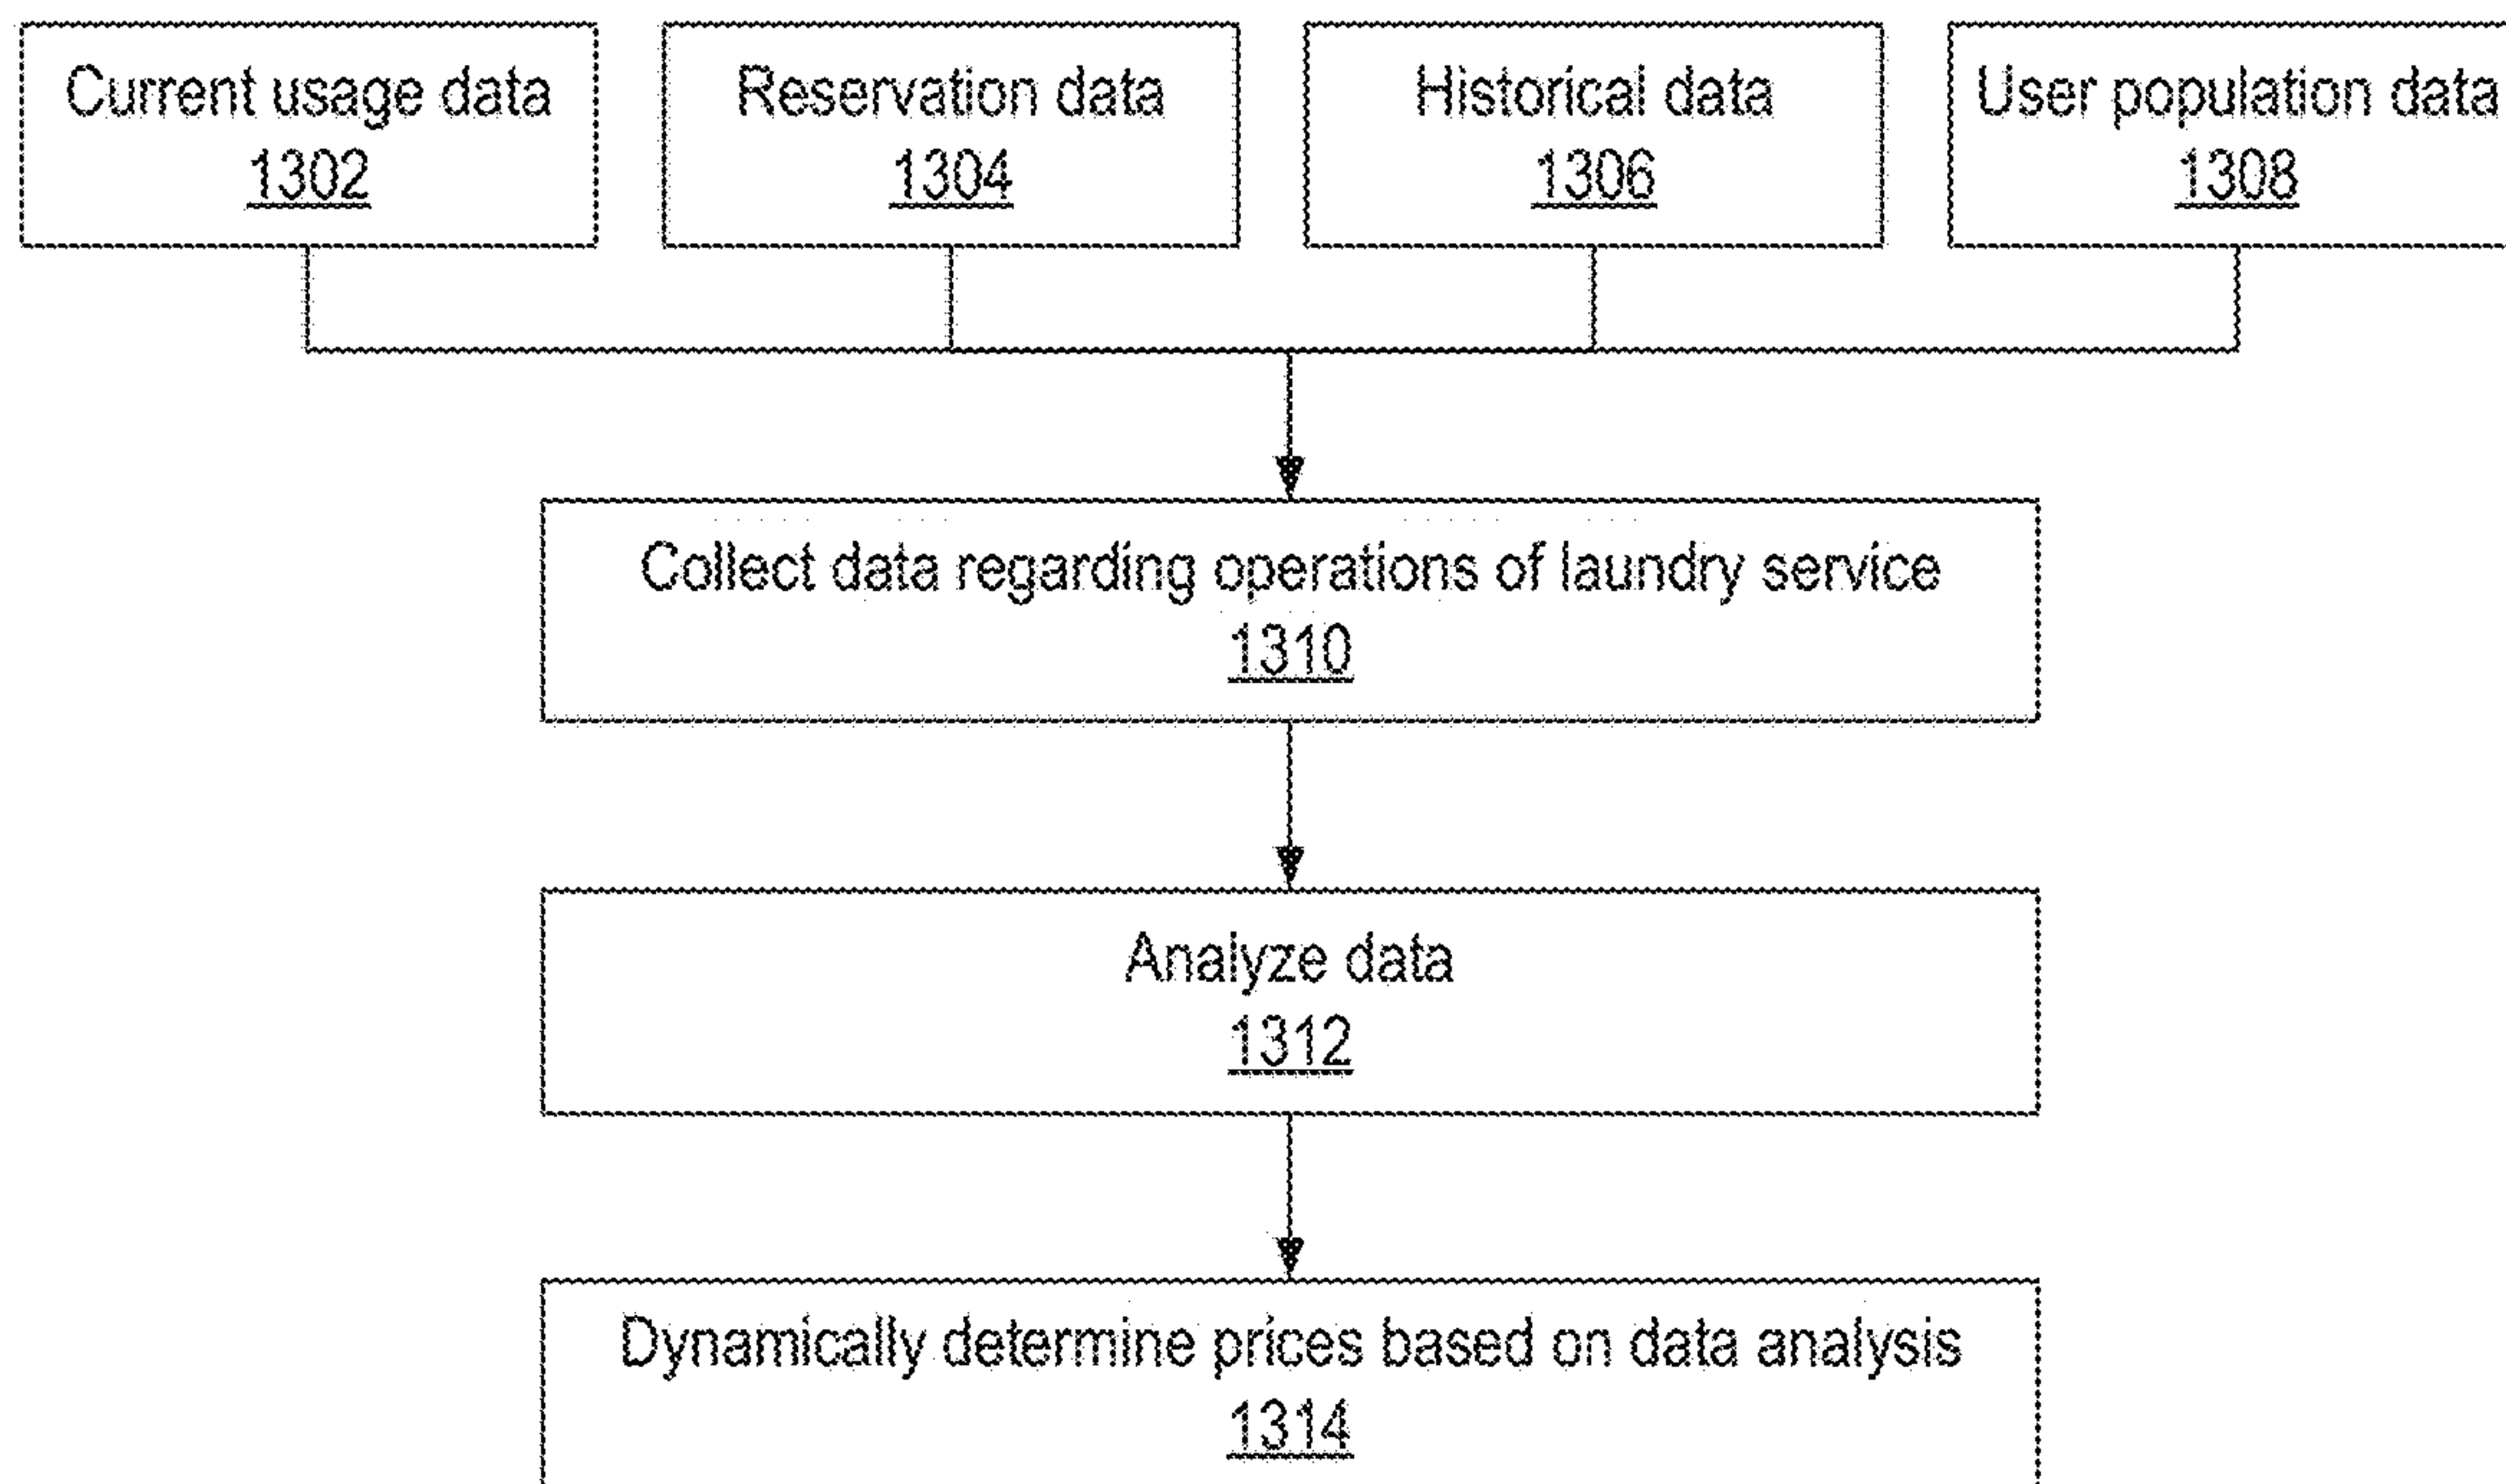 Current usage data
1302
Reservation data
1304
Historical data
1306
User population data
1308
Collect data regarding operations of laundry service
1310
Analyze data
1312
Dynamically determine prices based on data analysis
1314